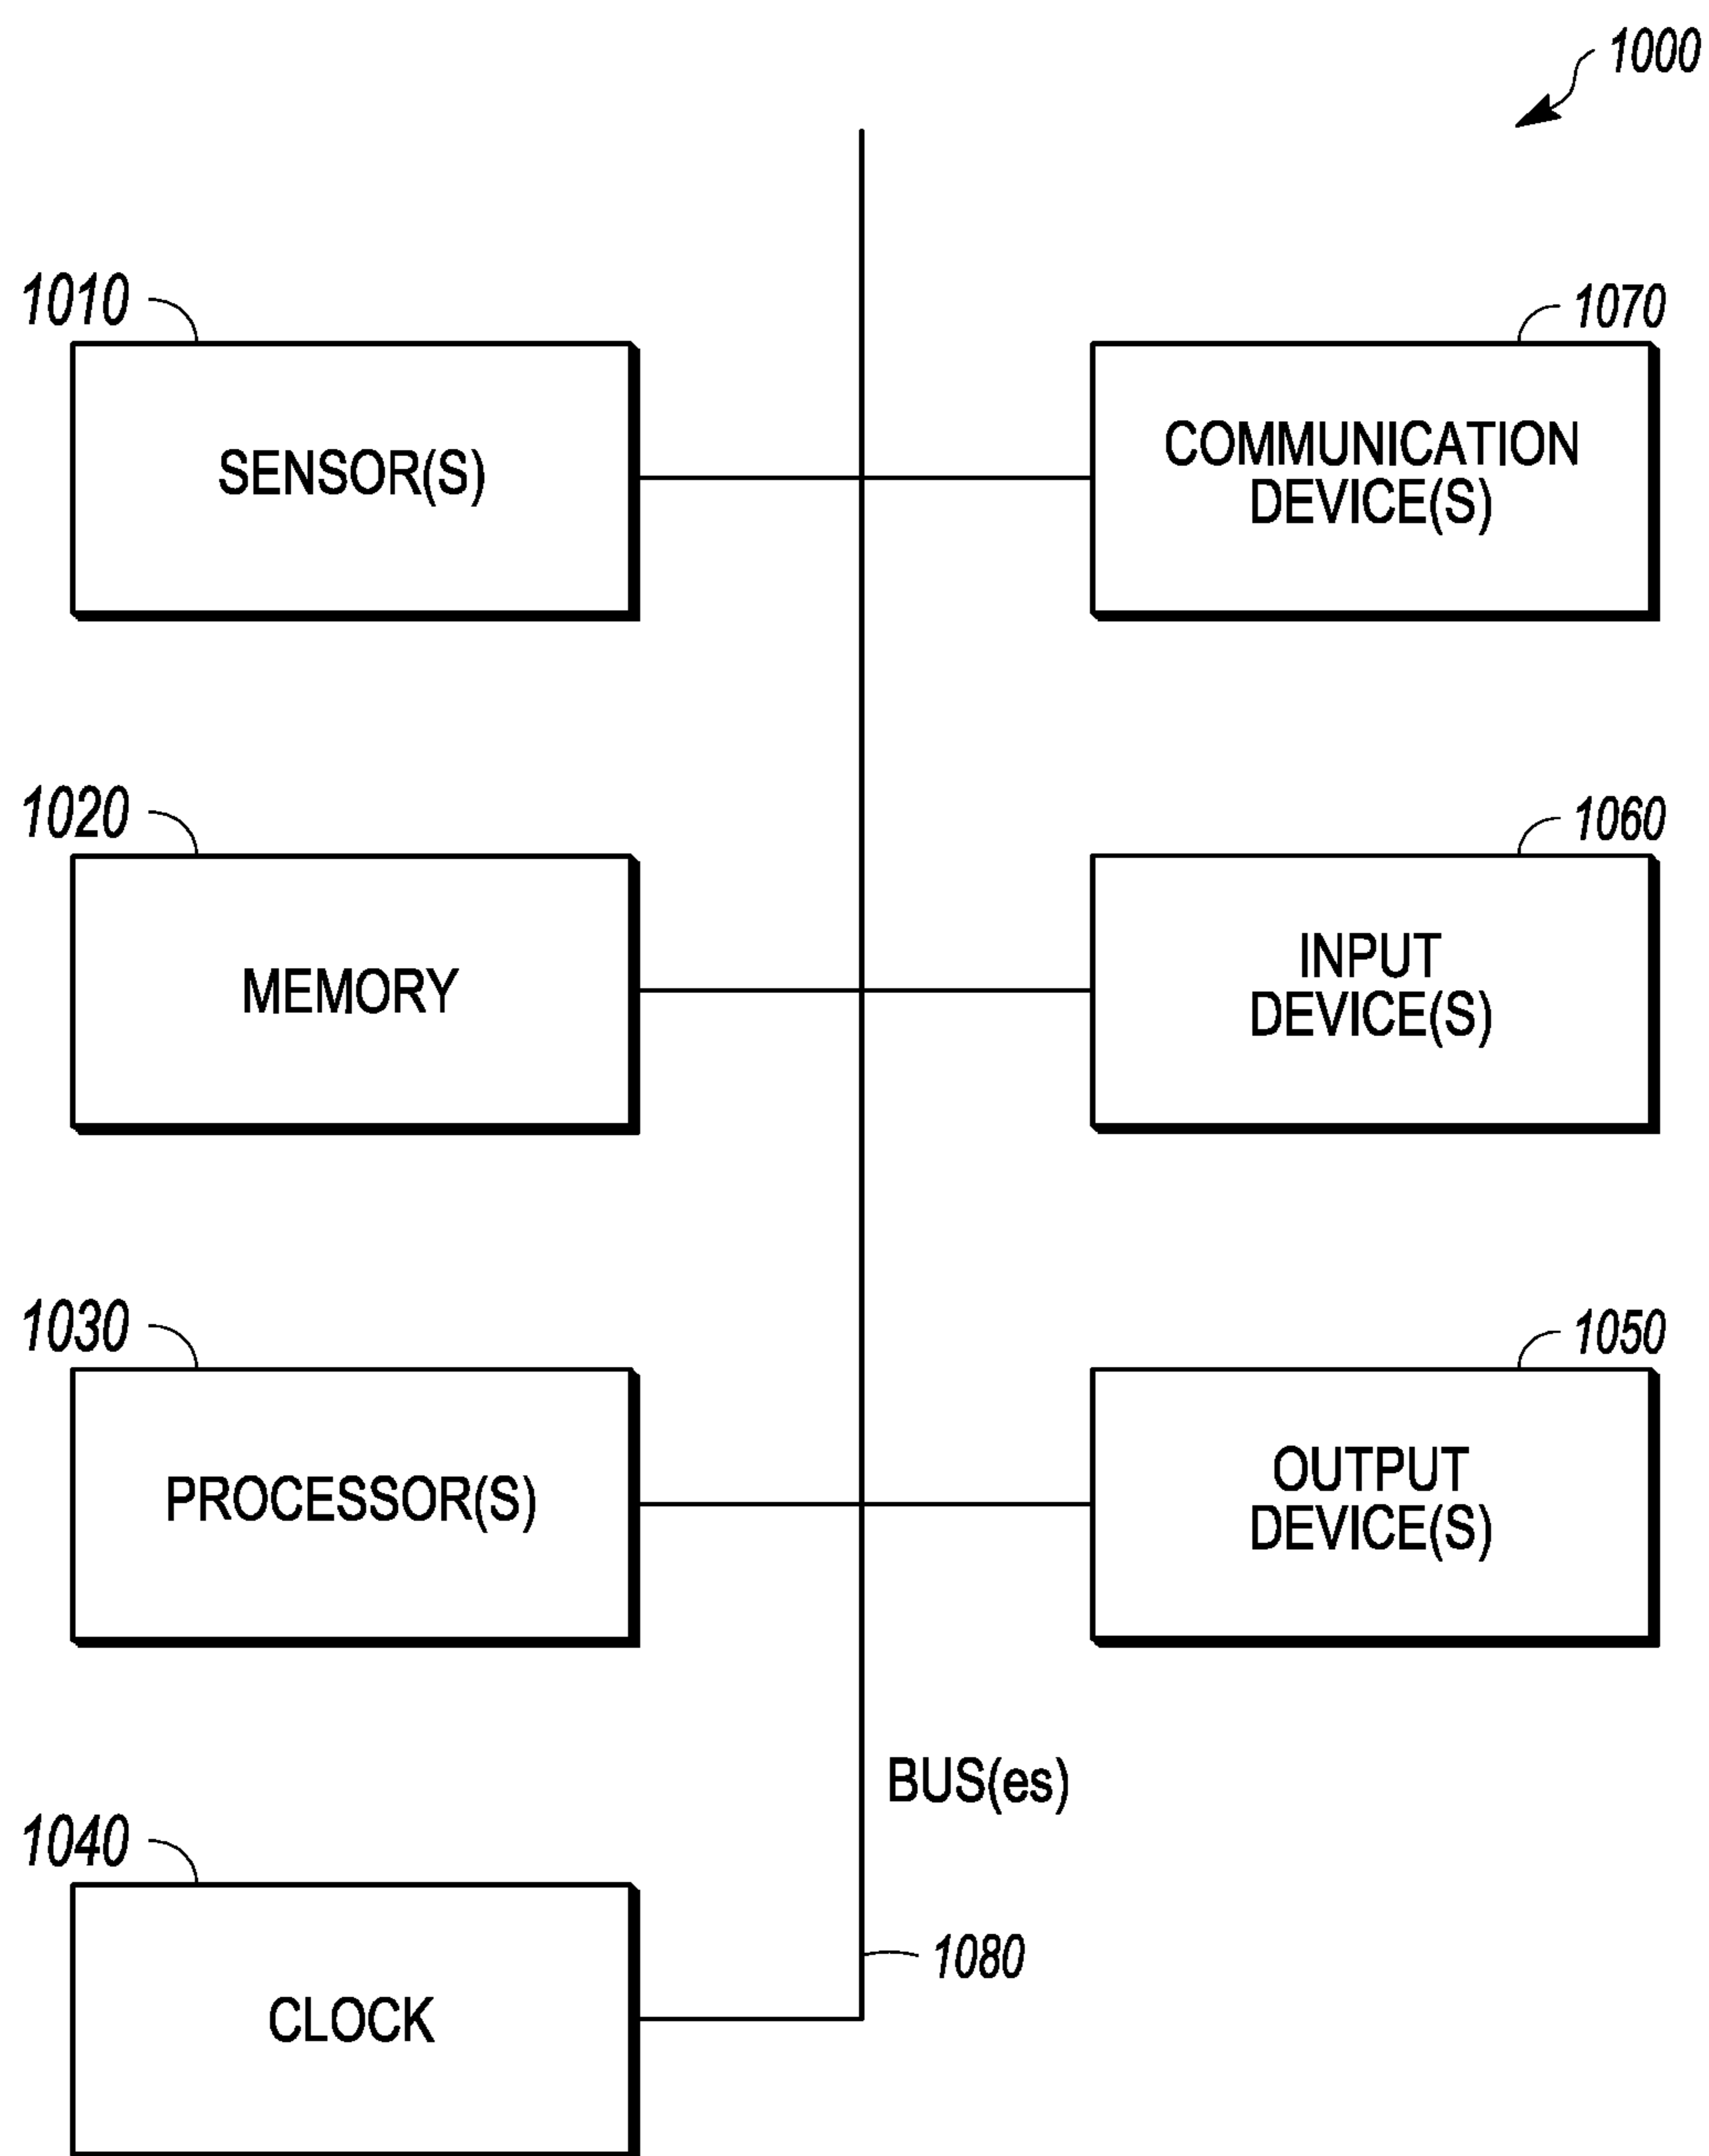 1000
1010
SENSOR(S)
1070
COMMUNICATION
DEVICE(S)
1020
MEMORY
1060
INPUT
DEVICE(S)
1030
PROCESSOR(S)
1050
OUTPUT
DEVICE(S)
BUS(es)
1040
CLOCK
1080